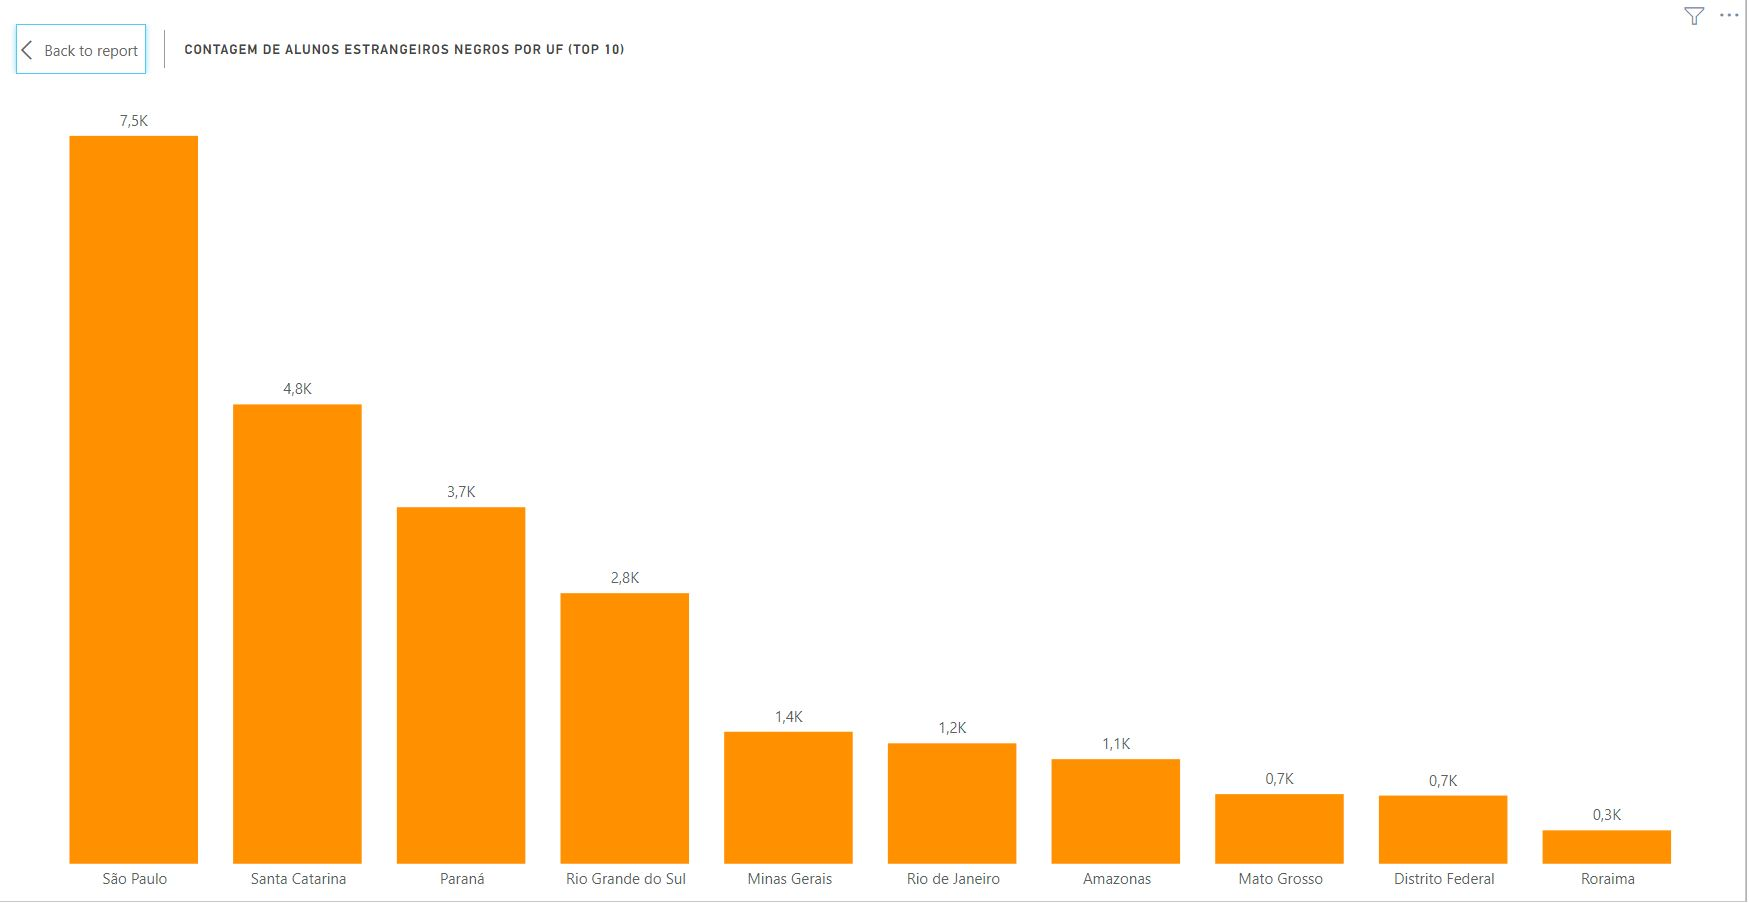 Back to report
CONTAGEM DE ALUNOS ESTRANGEIROS NEGROS POR UF (TOP 10)
7,5K
4,8K
3,7K
2,8K
1,4K
1,2K
1,1K
0,7K
0,7K
0,3K
São Paulo
Santa Catarina
Paraná
Rio Grande do Sul
Minas Gerais
Rio de Janeiro
Amazonas
Mato Grosso
Distrito Federal
Roraima